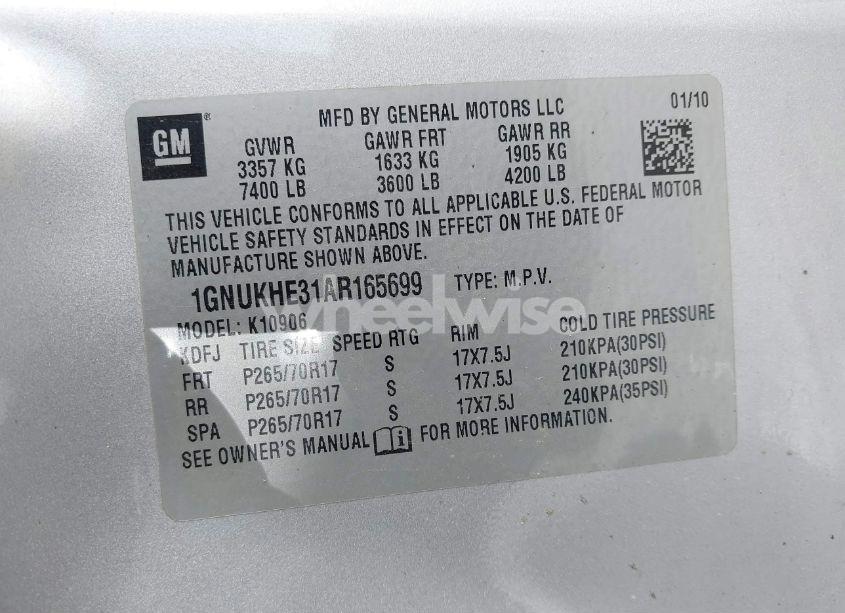 MFD BY GENERAL MOTORS LLC 01/10
GM®
GVWR GAWR FRT GAWR RR
3357 KG 1633 KG 1905 KG
7400 LB 3600 LB 4200 LB
THIS VEHICLE CONFORMS TO ALL APPLICABLE U.S. FEDERAL MOTOR
VEHICLE SAFETY STANDARDS IN EFFECT ON THE DATE OF
MANUFACTURE SHOWN ABOVE.
1GNUKHE31AR165699 TYPE: M.P.V.
wheelwise
MODEL: K10906
KDFJ TIRE SIZE SPEED RTG RIM COLD TIRE PRESSURE
FRT P265/70R17 S 17X7.5J 210KPA(30PSI)
RR P265/70R17 S 17X7.5J 210KPA(30PSI)
SPA P265/70R17 S 17X7.5J 240KPA(35PSI)
SEE OWNER'S MANUAL FOR MORE INFORMATION.